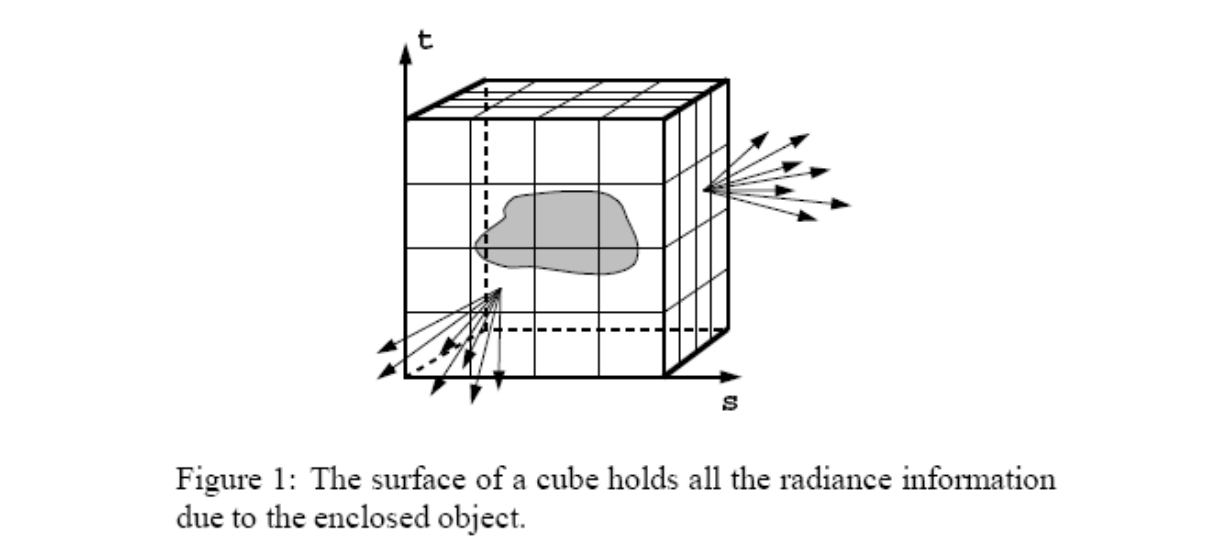 t
s
Figure 1: The surface of a cube holds all the radiance information
due to the enclosed object.